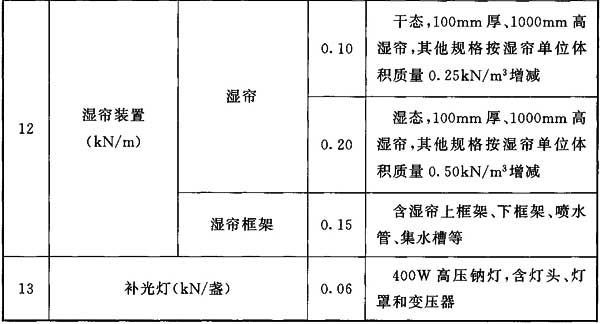 12
湿帘装置
(kN/m)
湿帘
0.10
干态,100mm 厚、1000mm 高
湿帘,其他规格按湿帘单位体
积质量 0.25kN/m³增减
0.20
湿态,100mm 厚、1000mm 高
湿帘,其他规格按湿帘单位体
积质量 0.50kN/m³增减
湿帘框架
0.15
含湿帘上框架、下框架、喷水
管、集水槽等
13
补光灯(kN/盏)
0.06
400W 高压钠灯,含灯头、灯
罩和变压器